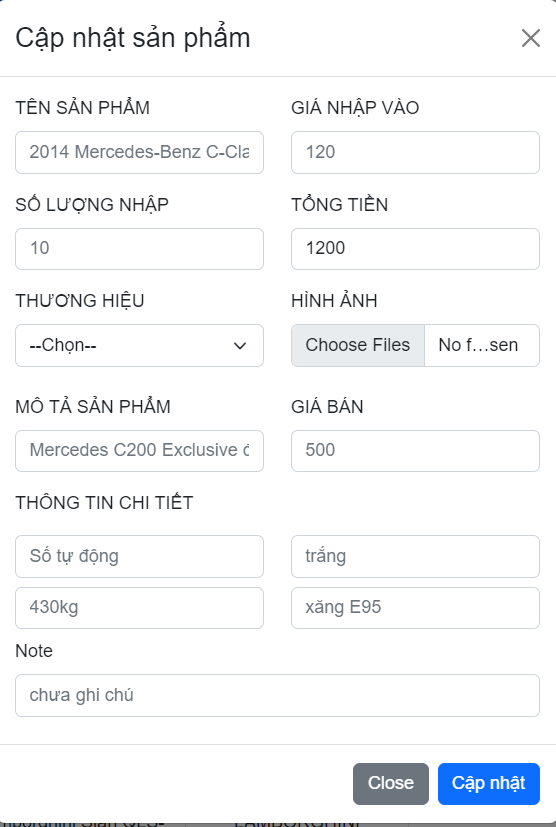 Cập nhật sản phẩm
TÊN SẢN PHẨM
GIÁ NHẬP VÀO
2014 Mercedes-Benz C-Cla
120
SỐ LƯỢNG NHẬP
TỔNG TIỀN
10
1200
THƯƠNG HIỆU
HÌNH ẢNH
--Chọn--
Choose Files
No f...sen
MÔ TẢ SẢN PHẨM
GIÁ BÁN
Mercedes C200 Exclusive
500
THÔNG TIN CHI TIẾT
Số tự động
trắng
430kg
xăng E95
Note
chưa ghi chú
Close
Cập nhật